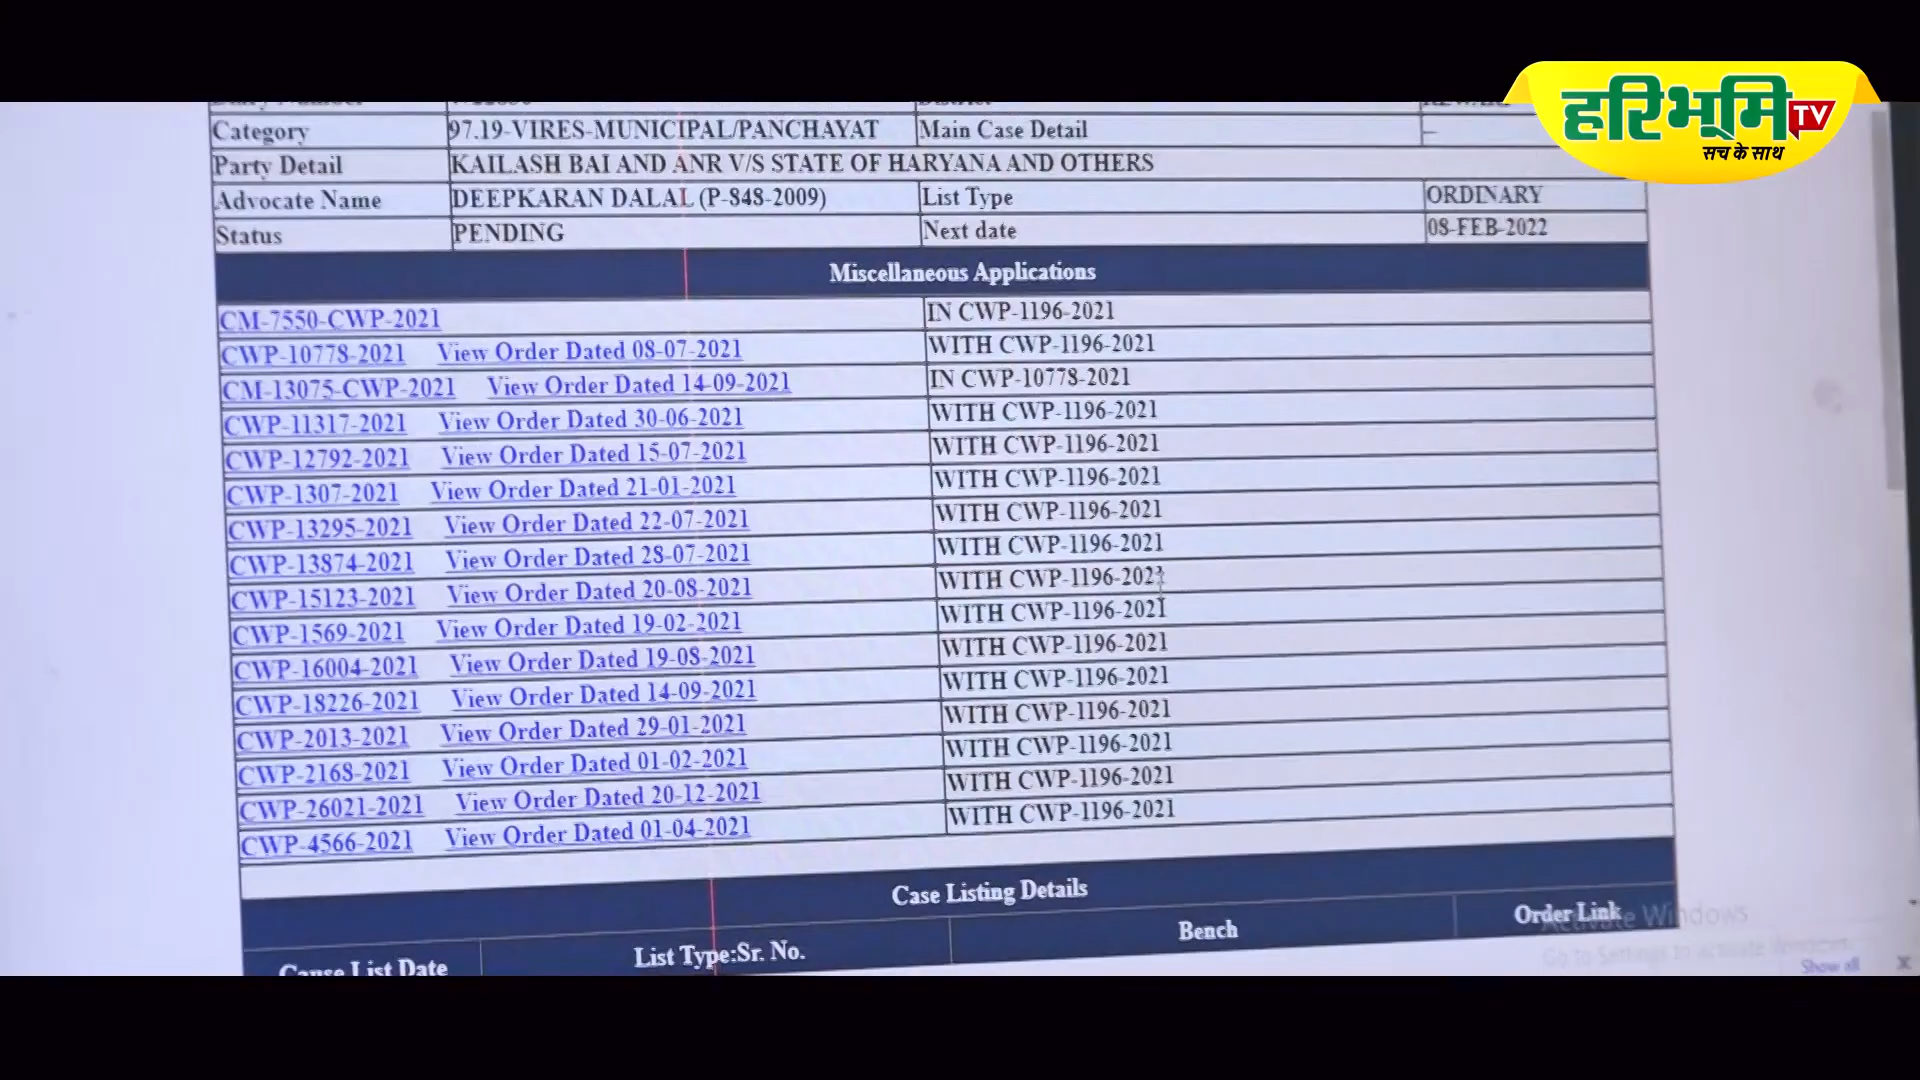 हरिभूमि TV
सच के साथ
Category 97.19-VIRES-MUNICIPAL/PANCHAYAT Main Case Detail --
Party Detail KAILASH BAI AND ANR V/S STATE OF HARYANA AND OTHERS
Advocate Name DEEPKARAN DALAL (P-848-2009) List Type ORDINARY
Status PENDING Next date 08-FEB-2022
Miscellaneous Applications
CM-7550-CWP-2021 IN CWP-1196-2021
CWP-10778-2021 View Order Dated 08-07-2021 WITH CWP-1196-2021
CM-13075-CWP-2021 View Order Dated 14-09-2021 IN CWP-10778-2021
CWP-11317-2021 View Order Dated 30-06-2021 WITH CWP-1196-2021
CWP-12792-2021 View Order Dated 15-07-2021 WITH CWP-1196-2021
CWP-1307-2021 View Order Dated 21-01-2021 WITH CWP-1196-2021
CWP-13295-2021 View Order Dated 22-07-2021 WITH CWP-1196-2021
CWP-13874-2021 View Order Dated 28-07-2021 WITH CWP-1196-2021
CWP-15123-2021 View Order Dated 20-08-2021 WITH CWP-1196-2021
CWP-1569-2021 View Order Dated 19-02-2021 WITH CWP-1196-2021
CWP-16004-2021 View Order Dated 19-08-2021 WITH CWP-1196-2021
CWP-18226-2021 View Order Dated 14-09-2021 WITH CWP-1196-2021
CWP-2013-2021 View Order Dated 29-01-2021 WITH CWP-1196-2021
CWP-2168-2021 View Order Dated 01-02-2021 WITH CWP-1196-2021
CWP-26021-2021 View Order Dated 20-12-2021 WITH CWP-1196-2021
CWP-4566-2021 View Order Dated 01-04-2021 WITH CWP-1196-2021
Case Listing Details
Cause List Date List Type:Sr. No. Bench Order Link
Activate Windows
Go to Settings to activate Windows.
Show all X